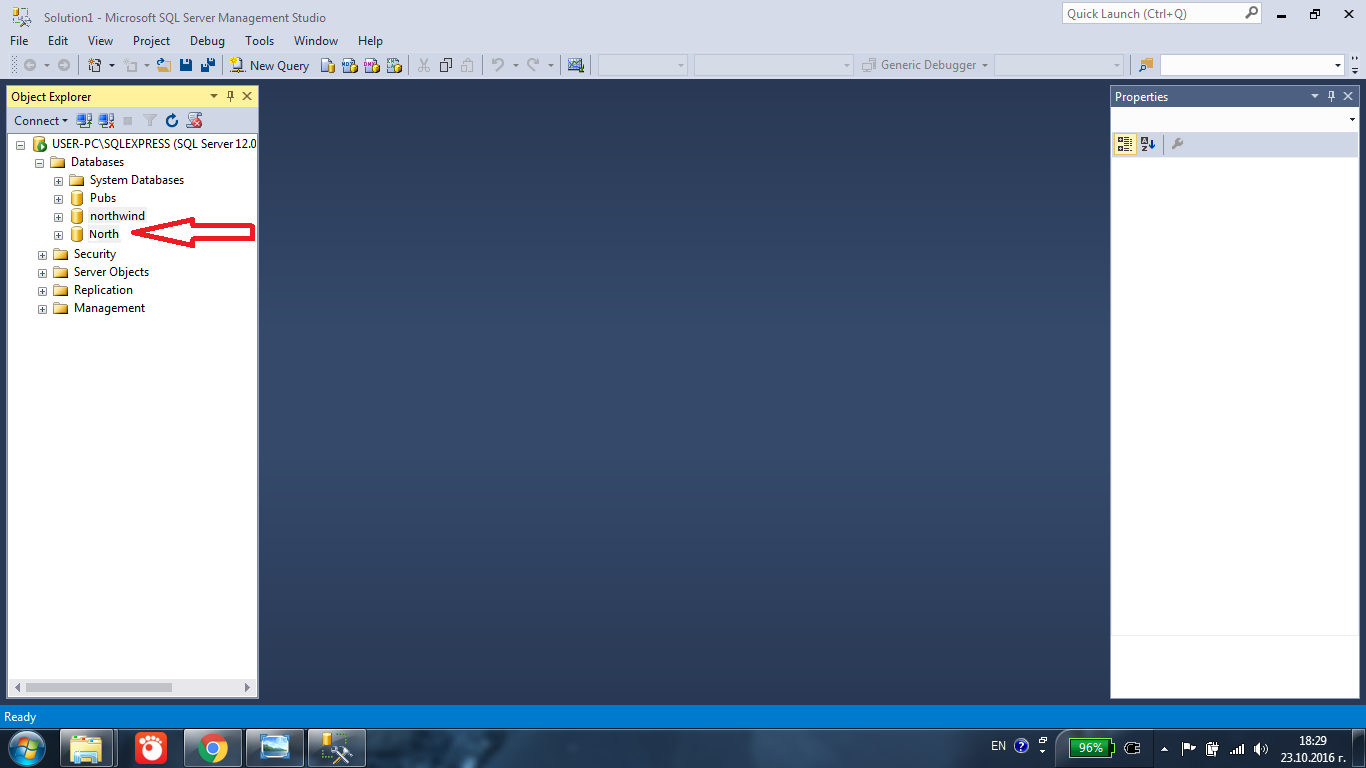 Solution1 - Microsoft SQL Server Management Studio
Quick Launch (Ctrl+Q)
File Edit View Project Debug Tools Window Help
New Query
Generic Debugger
Object Explorer
Properties
Connect
USER-PC\SQLEXPRESS (SQL Server 12.0
Databases
System Databases
Pubs
northwind
North
Security
Server Objects
Replication
Management
Ready
EN
96%
18:29
23.10.2016 г.